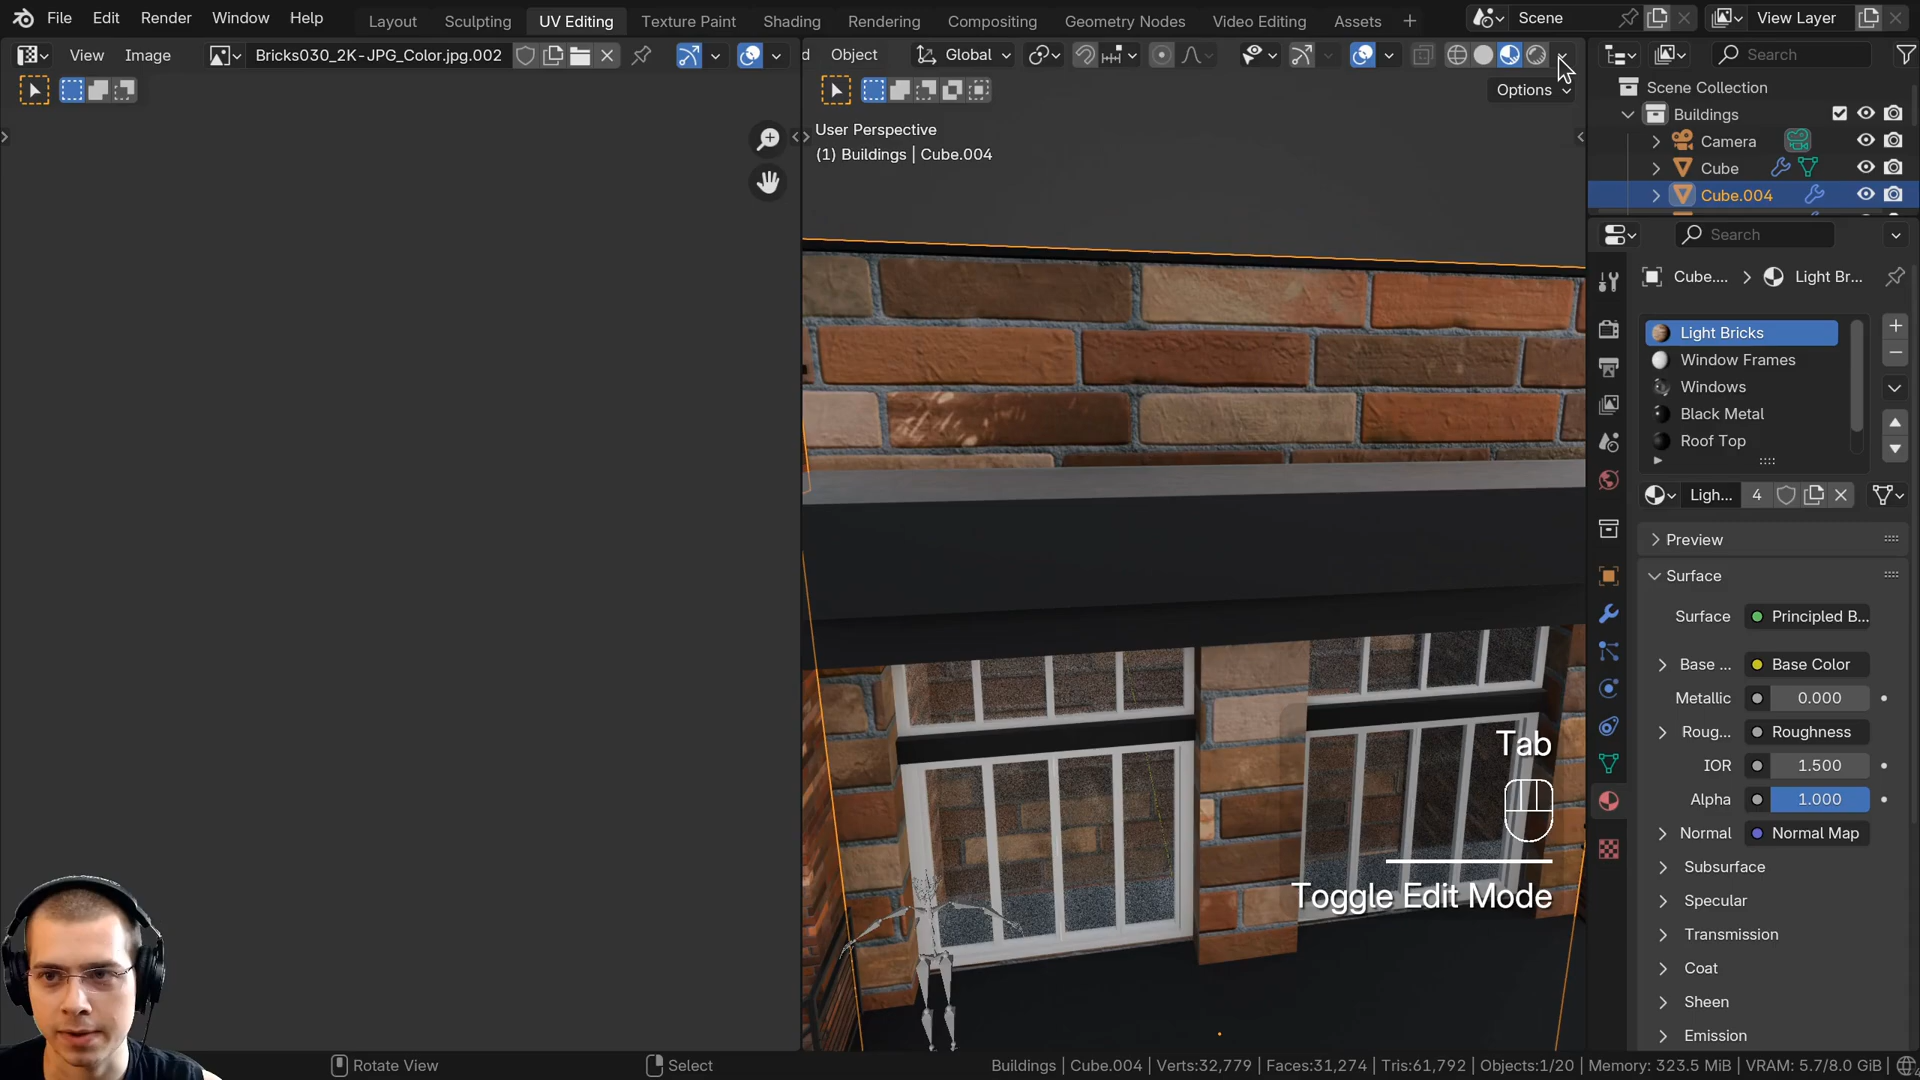 File Edit Render Window Help Layout Sculpting UV Editing Texture Paint Shading Rendering Compositing Geometry Nodes Video Editing Assets + Scene View Layer
View Image Bricks030_2K-JPG_Color.jpg.002 Object Global Search
Options
User Perspective
(1) Buildings | Cube.004
Scene Collection
Buildings
Camera
Cube
Cube.004
Search
Cube.... > Light Br...
Light Bricks
Window Frames
Windows
Black Metal
Roof Top
Ligh... 4
Preview
Surface
Surface Principled B...
Base ... Base Color
Metallic 0.000
Roug... Roughness
IOR 1.500
Alpha 1.000
Normal Normal Map
Subsurface
Specular
Transmission
Coat
Sheen
Emission
Tab
Toggle Edit Mode
Rotate View Select Buildings | Cube.004 | Verts:32,779 | Faces:31,274 | Tris:61,792 | Objects:1/20 | Memory: 323.5 MiB | VRAM: 5.7/8.0 GiB |